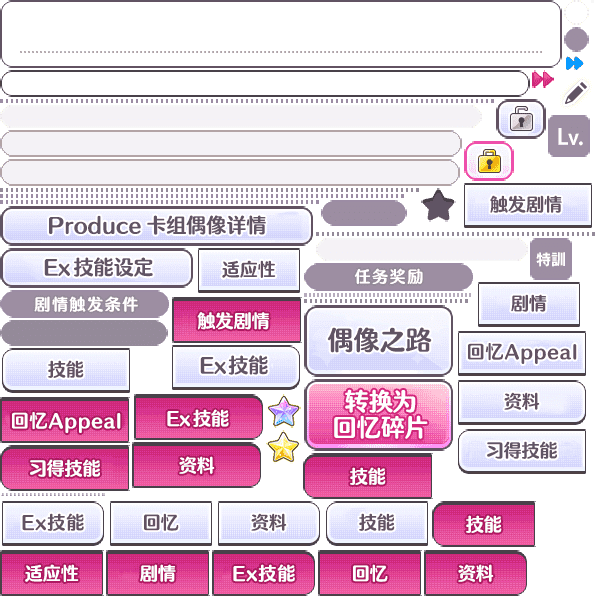 Lv.
触发剧情
Produce 卡组偶像详情
Ex技能设定
适应性
特訓
任务奖励
剧情触发条件
触发剧情
剧情
偶像之路
回忆Appeal
技能
Ex技能
转换为
回忆碎片
资料
回忆Appeal
Ex技能
习得技能
习得技能
资料
技能
Ex技能
回忆
资料
技能
技能
适应性
剧情
Ex技能
回忆
资料